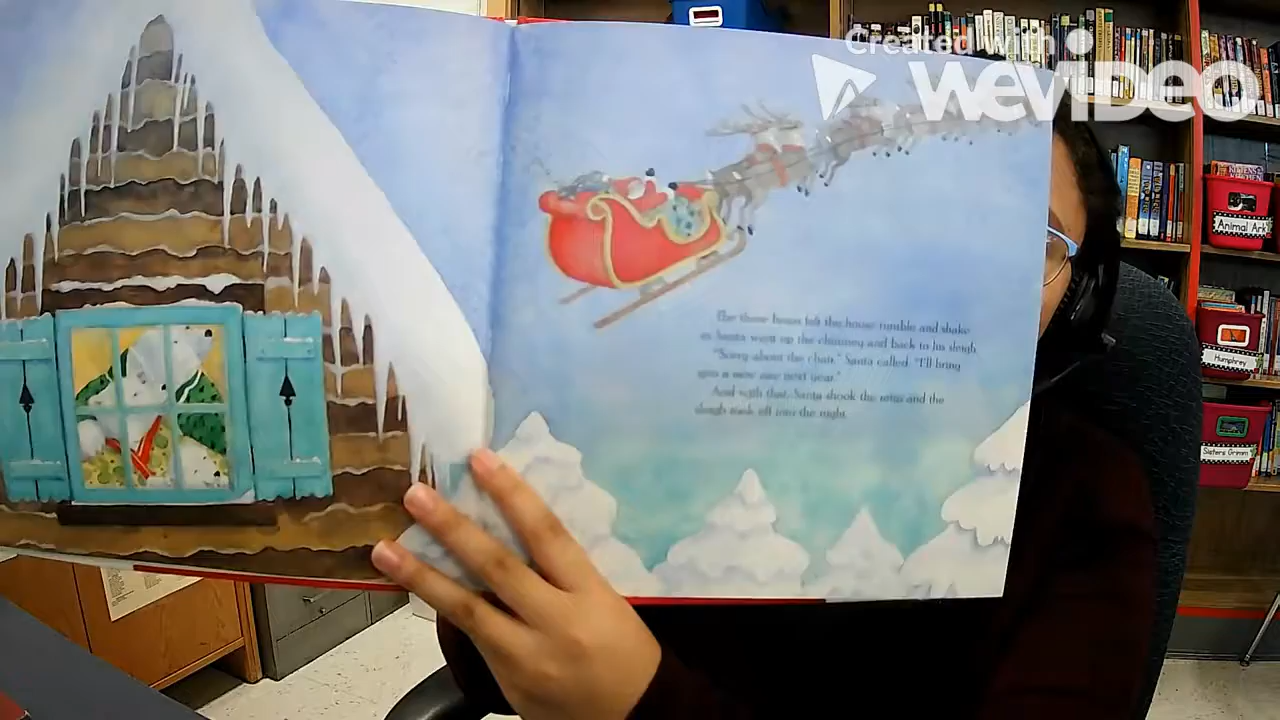 Created with
WEVIDEO
The three bears felt the house rumble and shake
as Santa went up the chimney and back to his sleigh.
"Sorry about the chair," Santa called. "I'll bring
you a new one next year."
And with that, Santa shook the reins and the
sleigh took off into the night.
Animal Ark
Humphrey
Sisters Grimm